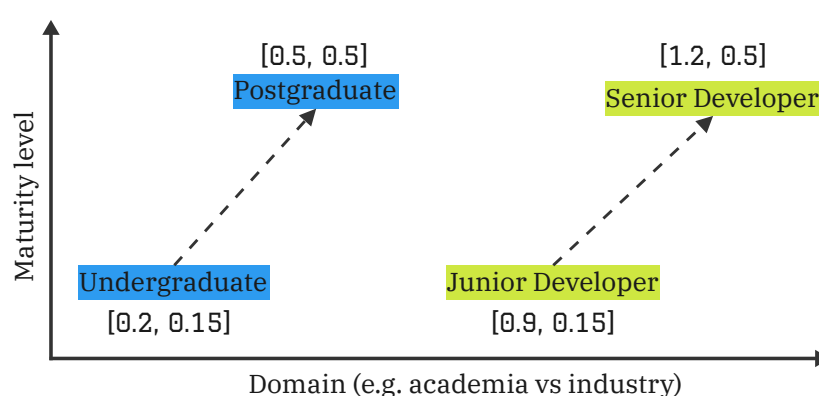 [0.5, 0.5]
[1.2, 0.5]
Postgraduate
Senior Developer
Maturity level
Undergraduate
Junior Developer
[0.2, 0.15]
[0.9, 0.15]
Domain (e.g. academia vs industry)